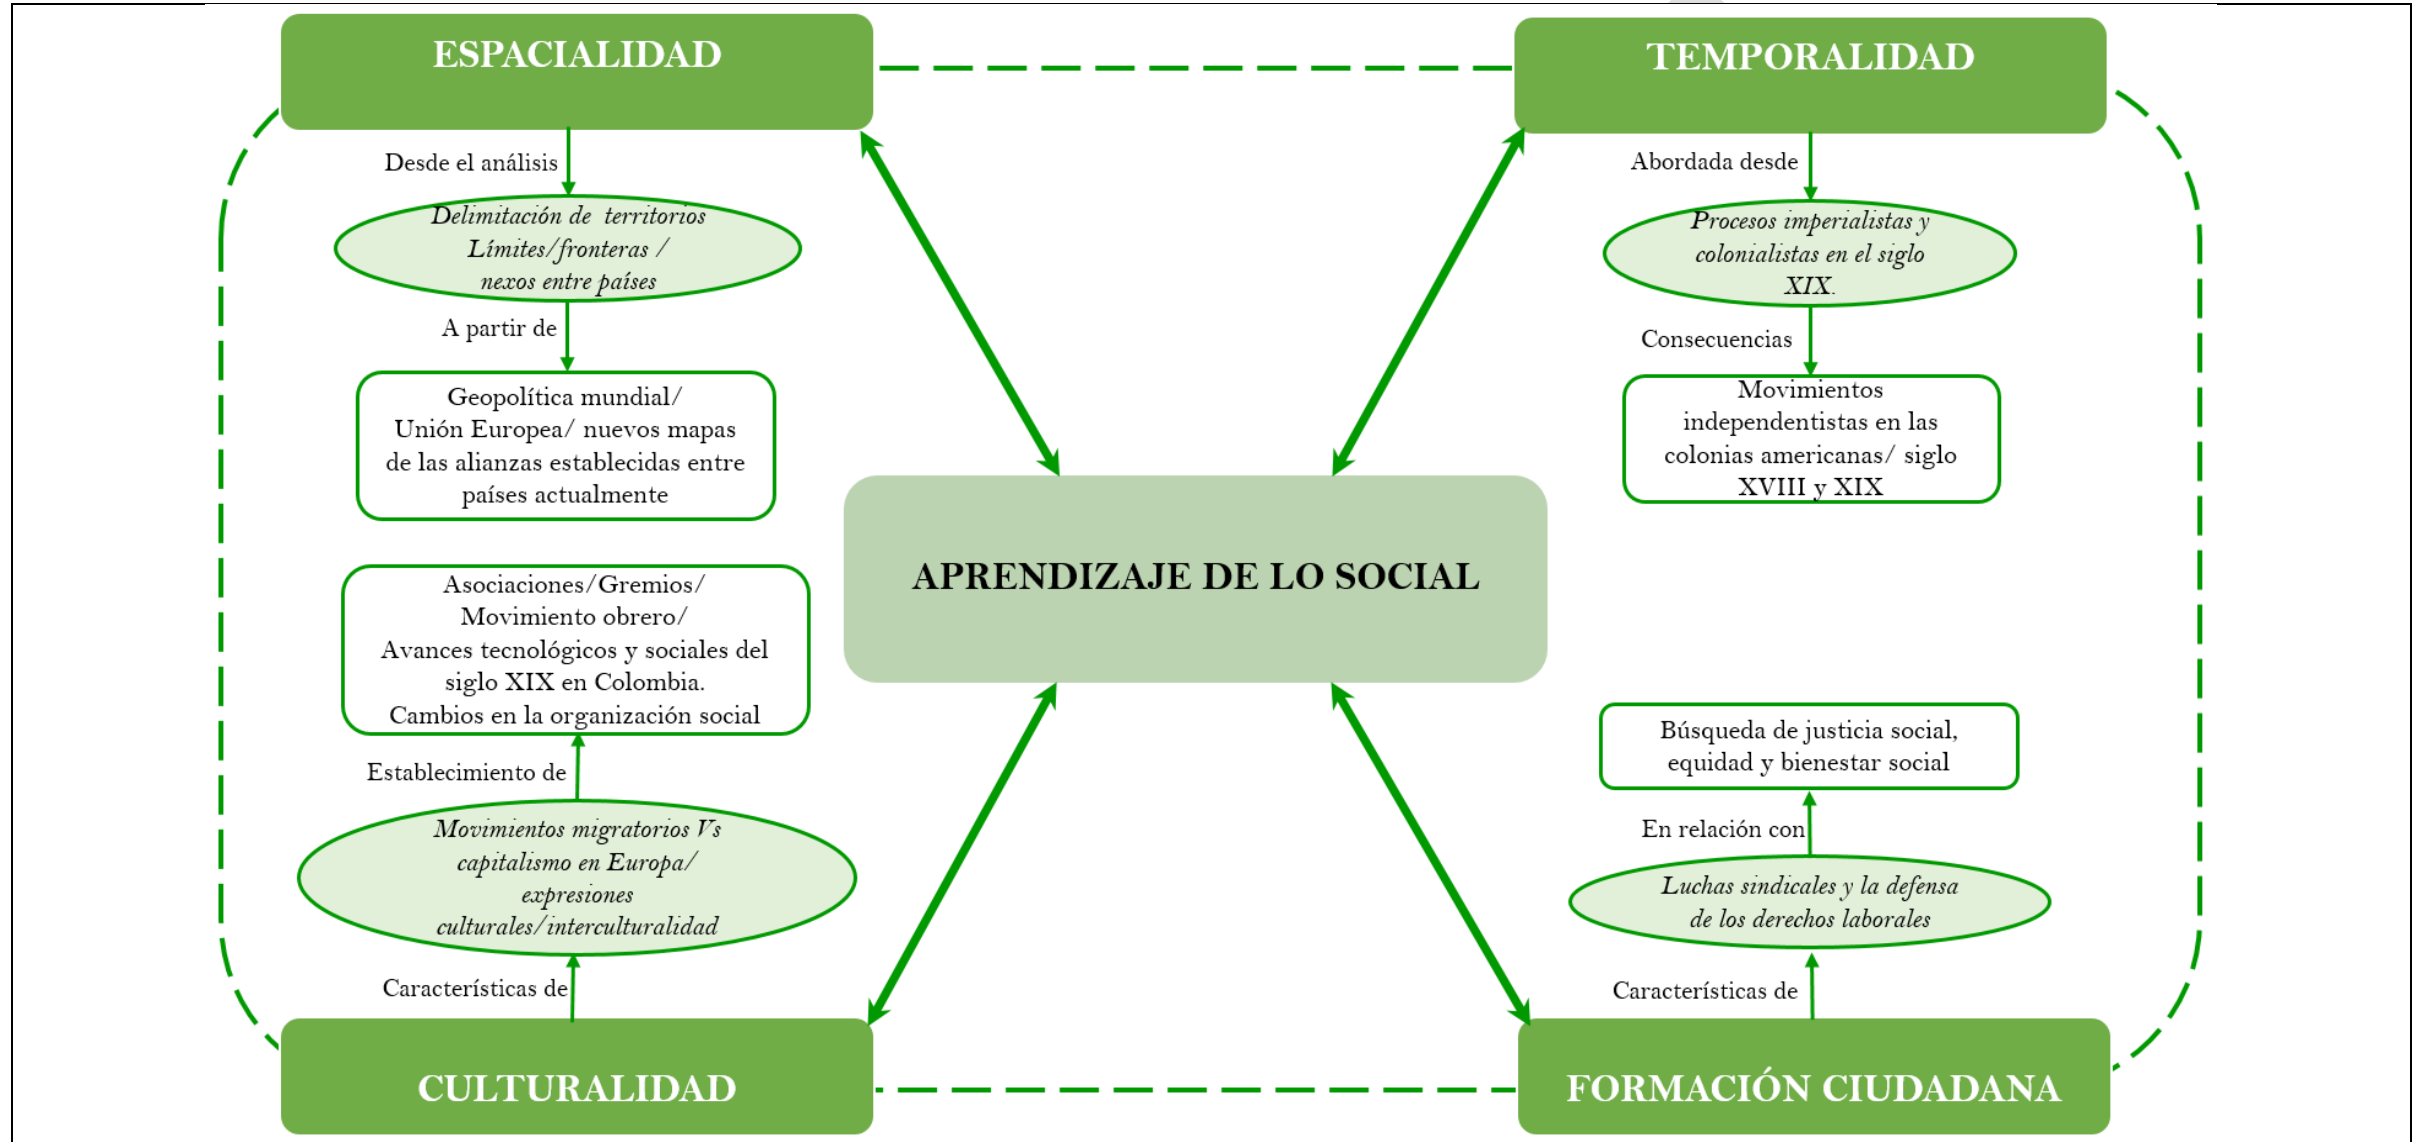 ESPACIALIDAD
Desde el análisis
Delimitación de territorios
Límites/fronteras /
nexos entre países
A partir de
Geopolítica mundial/
Unión Europea/ nuevos mapas
de las alianzas establecidas entre
países actualmente
TEMPORALIDAD
Abordada desde
Procesos imperialistas y
colonialistas en el siglo
XIX.
Consecuencias
Movimientos
independentistas en las
colonias americanas/ siglo
XVIII y XIX
APRENDIZAJE DE LO SOCIAL
Asociaciones/Gremios/
Movimiento obrero/
Avances tecnológicos y sociales del
siglo XIX en Colombia.
Cambios en la organización social
Establecimiento de
Movimientos migratorios Vs
capitalismo en Europa/
expresiones
culturales/interculturalidad
Características de
CULTURALIDAD
Búsqueda de justicia social,
equidad y bienestar social
En relación con
Luchas sindicales y la defensa
de los derechos laborales
Características de
FORMACIÓN CIUDADANA